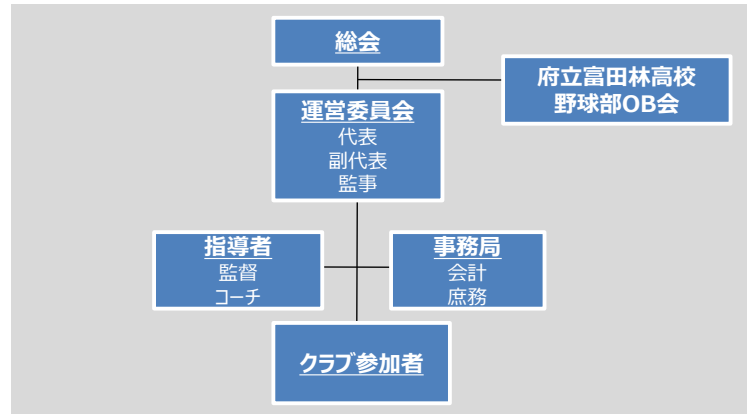 総会
府立富田林高校
野球部OB会
運営委員会
代表
副代表
監事
指導者
監督
コーチ
事務局
会計
庶務
クラブ参加者